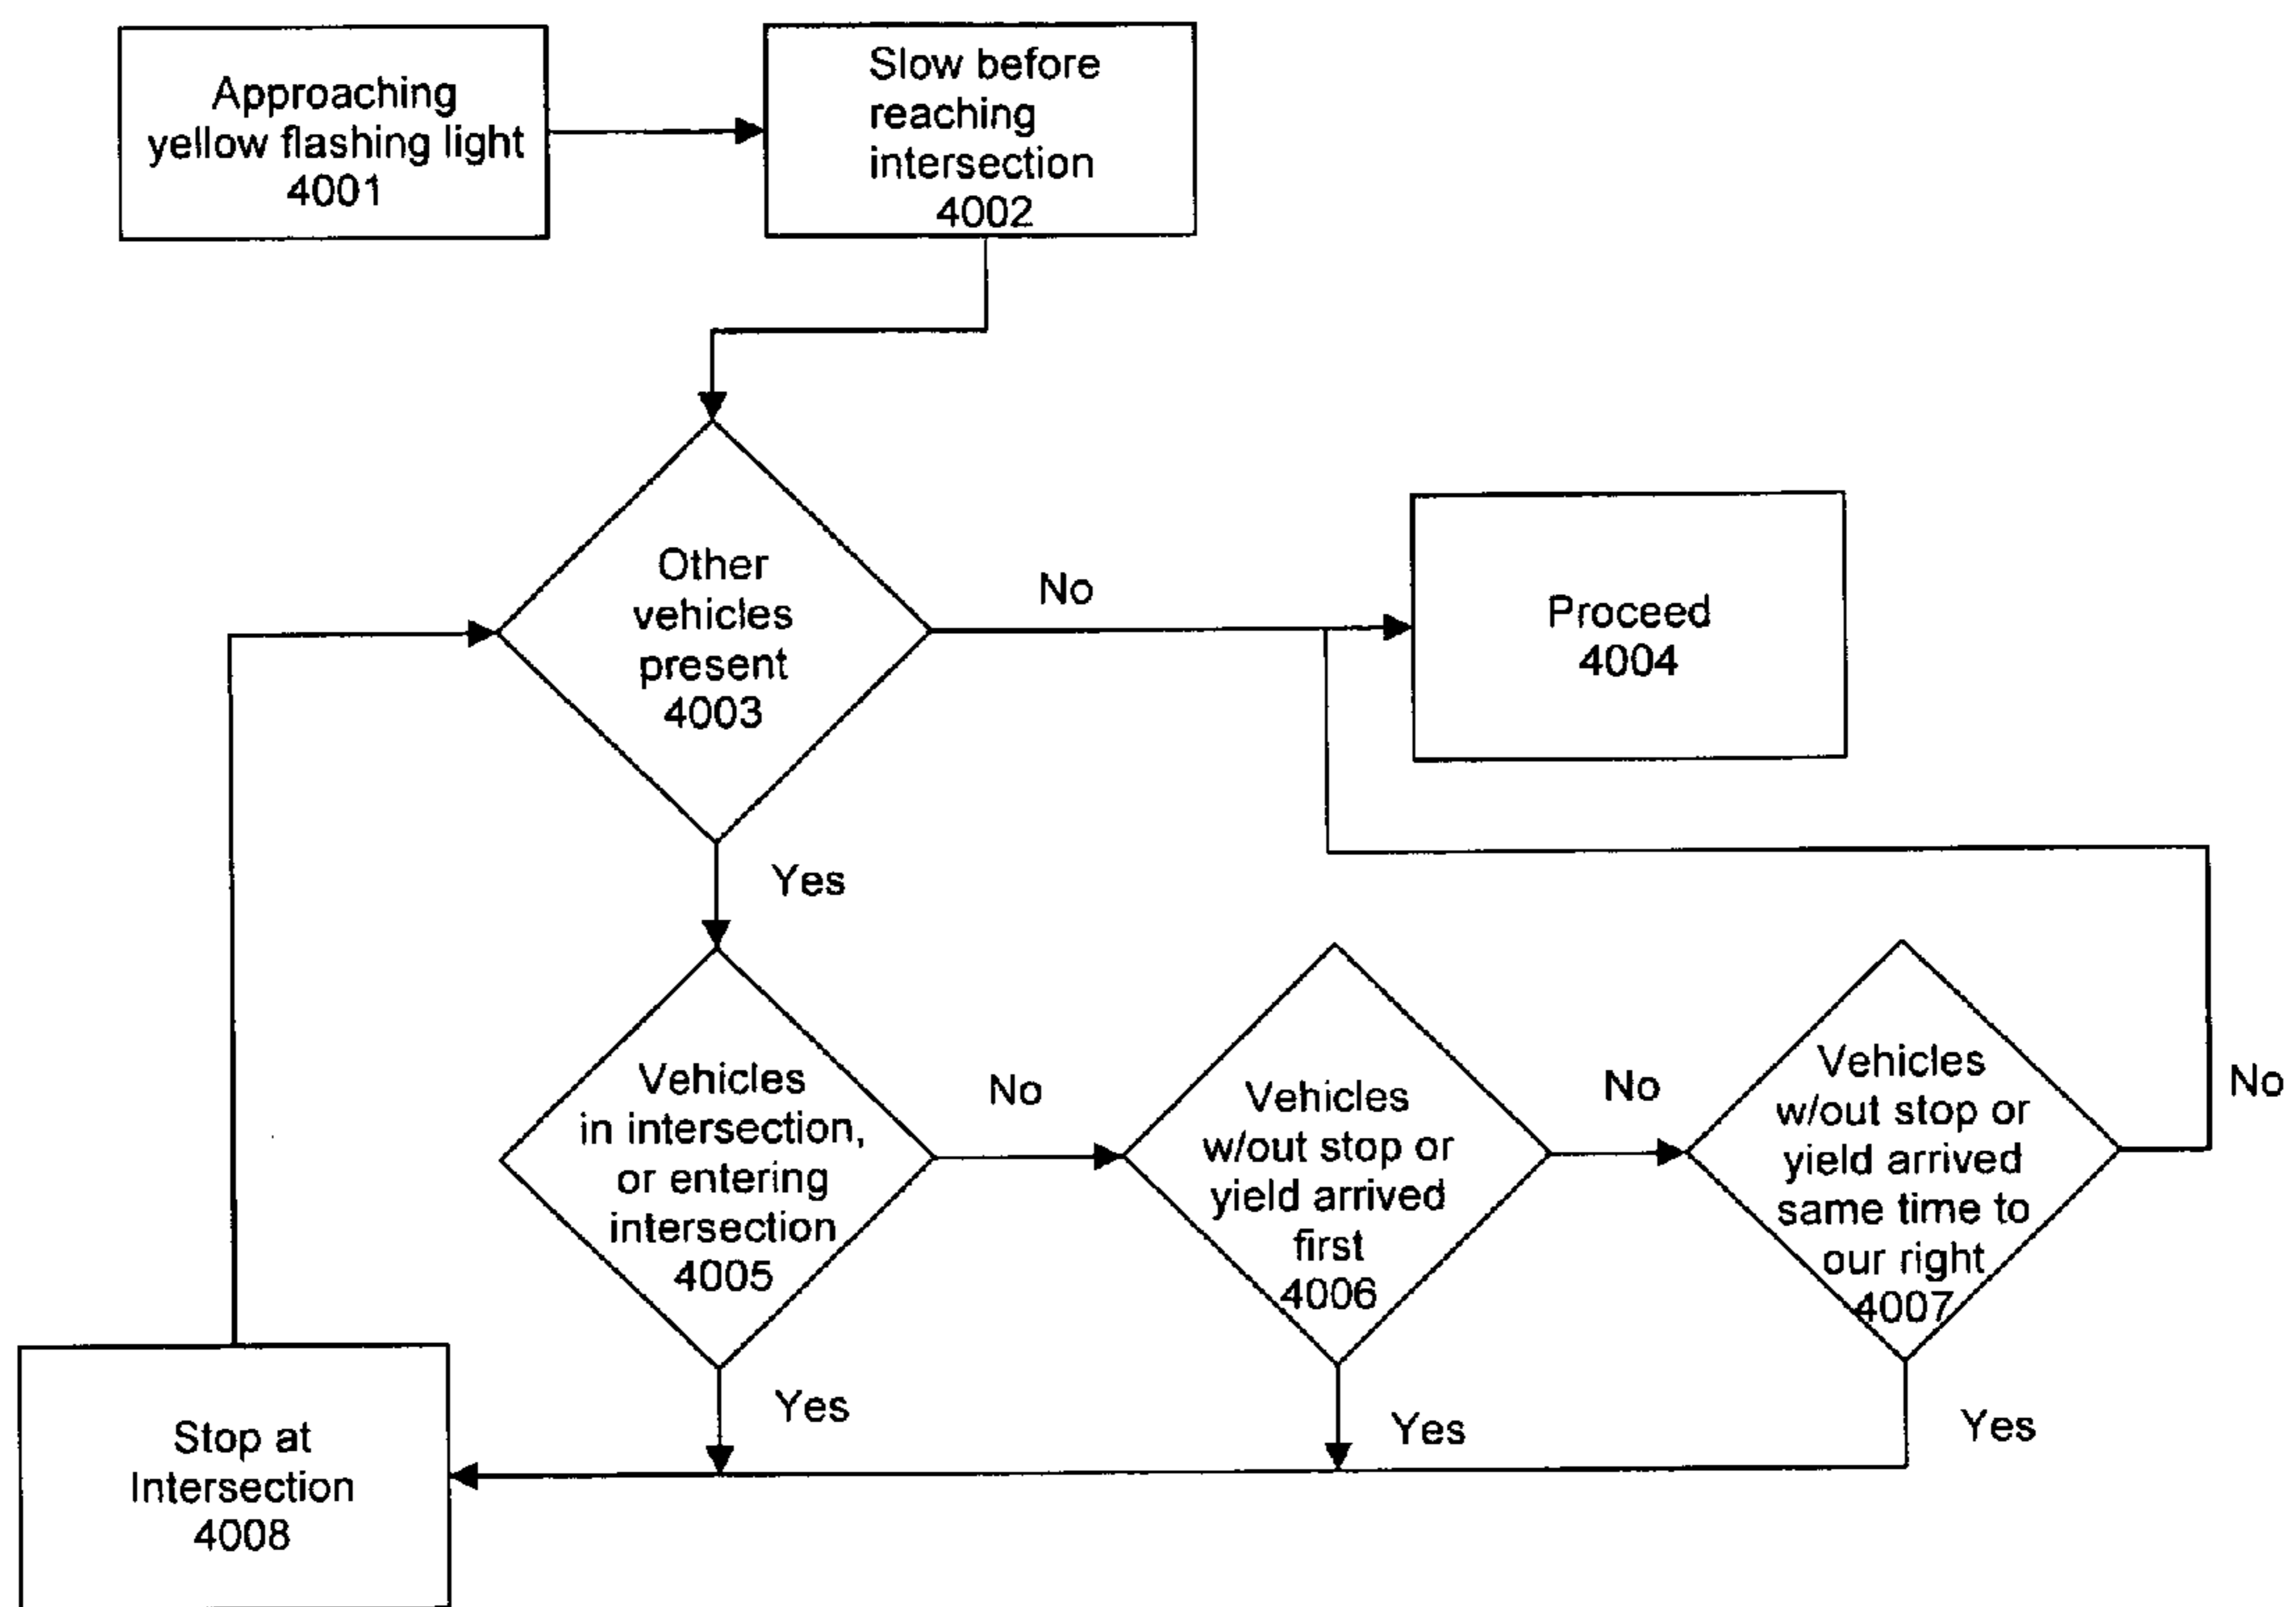 Approaching
yellow flashing light
4001
Slow before
reaching
intersection
4002
Other
vehicles
present
4003
No
Proceed
4004
Yes
Vehicles
in intersection,
or entering
intersection
4005
No
Vehicles
w/out stop or
yield arrived
first
4006
No
Vehicles
w/out stop or
yield arrived
same time to
our right
4007
No
Yes
Yes
Yes
Stop at
Intersection
4008